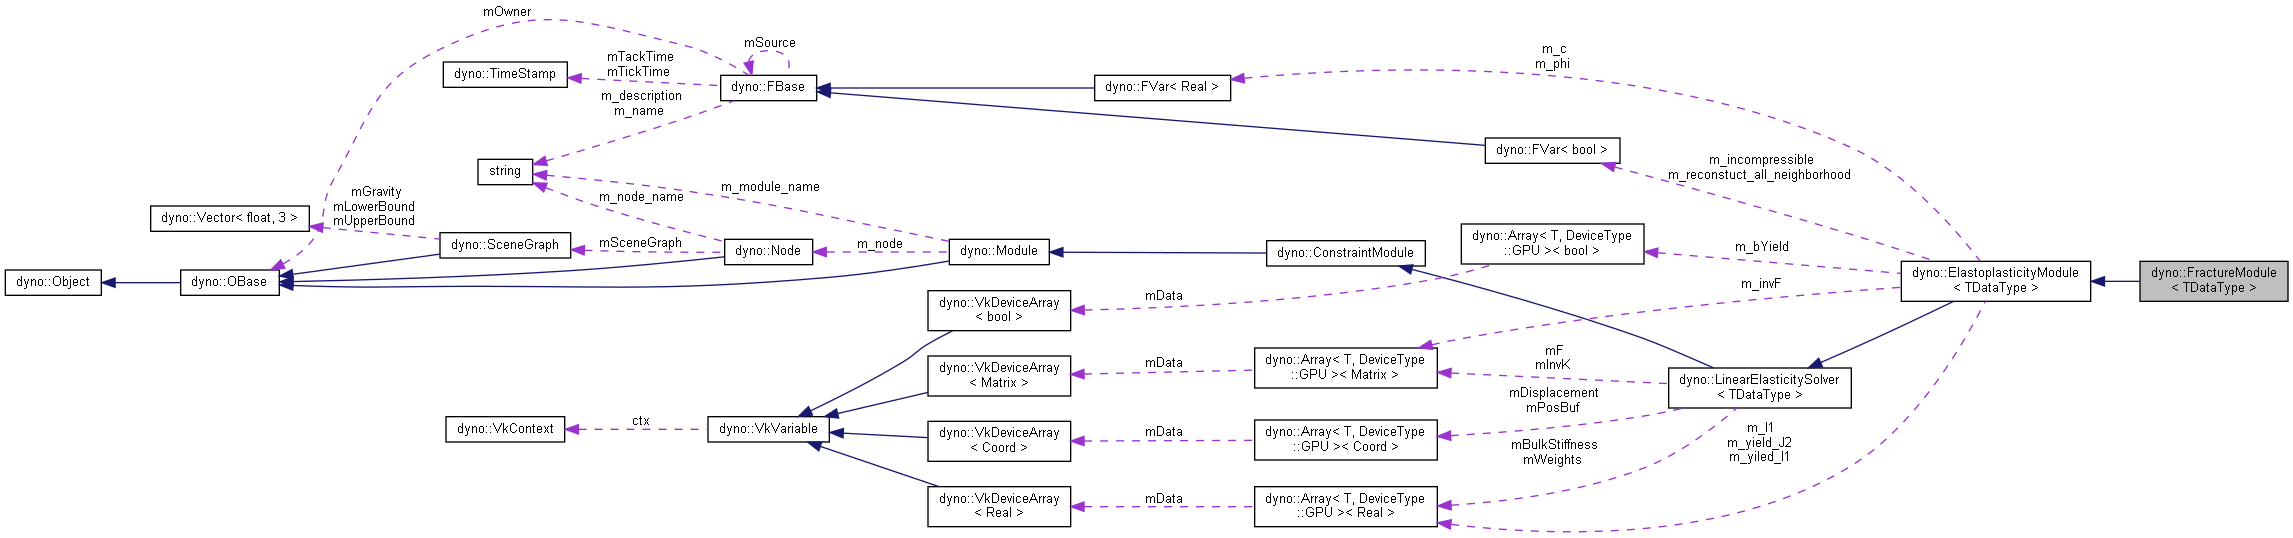 mOwner
mSource
m_c
m_phi
mTackTime
mTickTime
dyno::TimeStamp
dyno::FBase
dyno::FVar< Real >
m_description
m_name
dyno::FVar< bool >
string
m_incompressible
m_reconstuct_all_neighborhood
m_module_name
mGravity
mLowerBound
mUpperBound
m_node_name
dyno::Vector< float, 3 >
dyno::SceneGraph
mSceneGraph
dyno::Node
m_node
dyno::Module
dyno::ConstraintModule
dyno::Array< T, DeviceType
::GPU >< bool >
m_bYield
dyno::Object
dyno::OBase
dyno::ElastoplasticityModule
< TDataType >
dyno::FractureModule
< TDataType >
m_invF
mData
dyno::VkDeviceArray
< bool >
dyno::VkDeviceArray
< Matrix >
mData
dyno::Array< T, DeviceType
::GPU >< Matrix >
mF
mInvK
dyno::LinearElasticitySolver
< TDataType >
mDisplacement
mPosBuf
dyno::VkContext
ctx
dyno::VkVariable
dyno::VkDeviceArray
< Coord >
mData
dyno::Array< T, DeviceType
::GPU >< Coord >
m_I1
m_yield_J2
m_yiled_I1
mBulkStiffness
mWeights
dyno::VkDeviceArray
< Real >
mData
dyno::Array< T, DeviceType
::GPU >< Real >